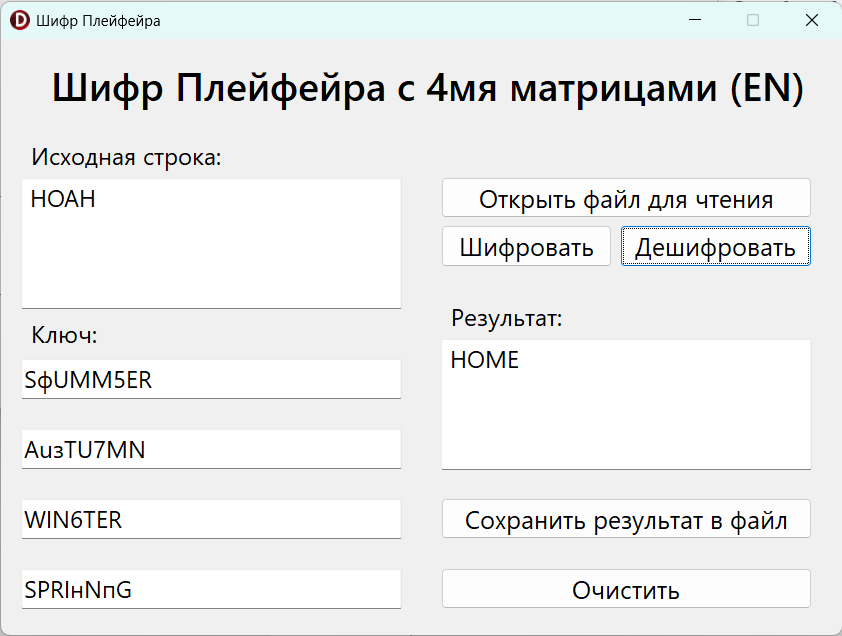 Шифр Плейфейра
Шифр Плейфейра с 4мя матрицами (EN)
Исходная строка:
HOAH
Открыть файл для чтения
Шифровать
Дешифровать
Результат:
HOME
Ключ:
SфUMM5ER
AuзTU7MN
WIN6TER
SPRIнNпG
Сохранить результат в файл
Очистить